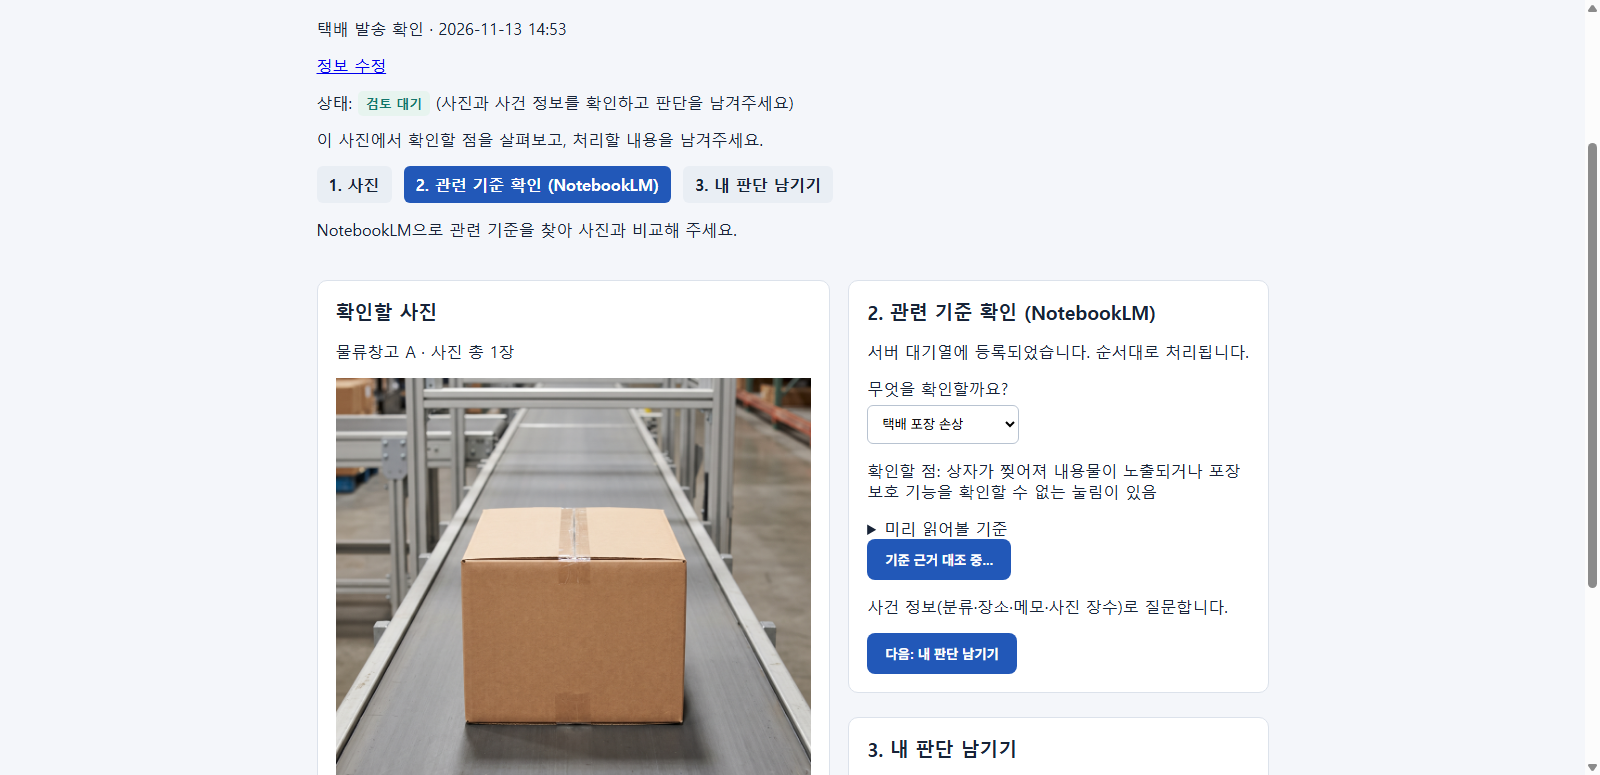 택배 발송 확인 · 2026-11-13 14:53
정보 수정
상태: 검토 대기 (사진과 사건 정보를 확인하고 판단을 남겨주세요)
이 사진에서 확인할 점을 살펴보고, 처리할 내용을 남겨주세요.
1. 사진
2. 관련 기준 확인 (NotebookLM)
3. 내 판단 남기기
NotebookLM으로 관련 기준을 찾아 사진과 비교해 주세요.
확인할 사진
물류창고 A · 사진 총 1장
2. 관련 기준 확인 (NotebookLM)
서버 대기열에 등록되었습니다. 순서대로 처리됩니다.
무엇을 확인할까요?
택배 포장 손상
확인할 점: 상자가 찢어져 내용물이 노출되거나 포장
보호 기능을 확인할 수 없는 눌림이 있음
▶ 미리 읽어볼 기준
기준 근거 대조 중...
사건 정보(분류·장소·메모·사진 장수)로 질문합니다.
다음: 내 판단 남기기
3. 내 판단 남기기